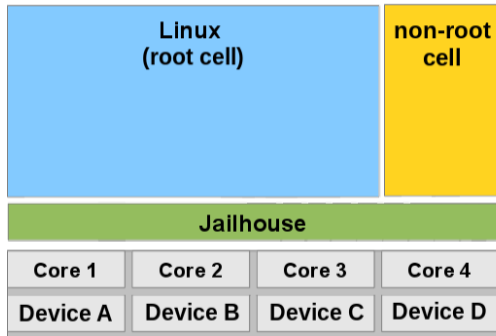 Linux
(root cell)
non-root
cell
Jailhouse
Core 1
Core 2
Core 3
Core 4
Device A
Device B
Device C
Device D